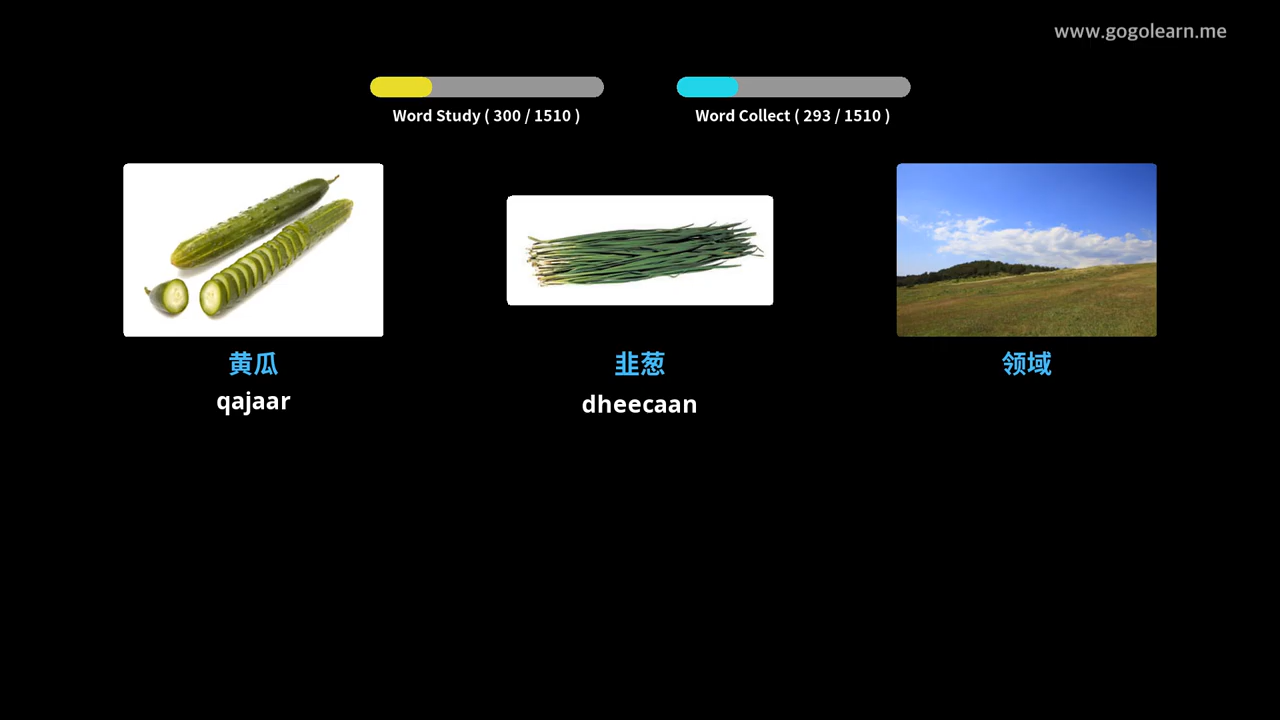 www.gogolearn.me
Word Study ( 300 / 1510 )
Word Collect ( 293 / 1510 )
黄瓜
韭葱
领域
qajaar
dheecaan